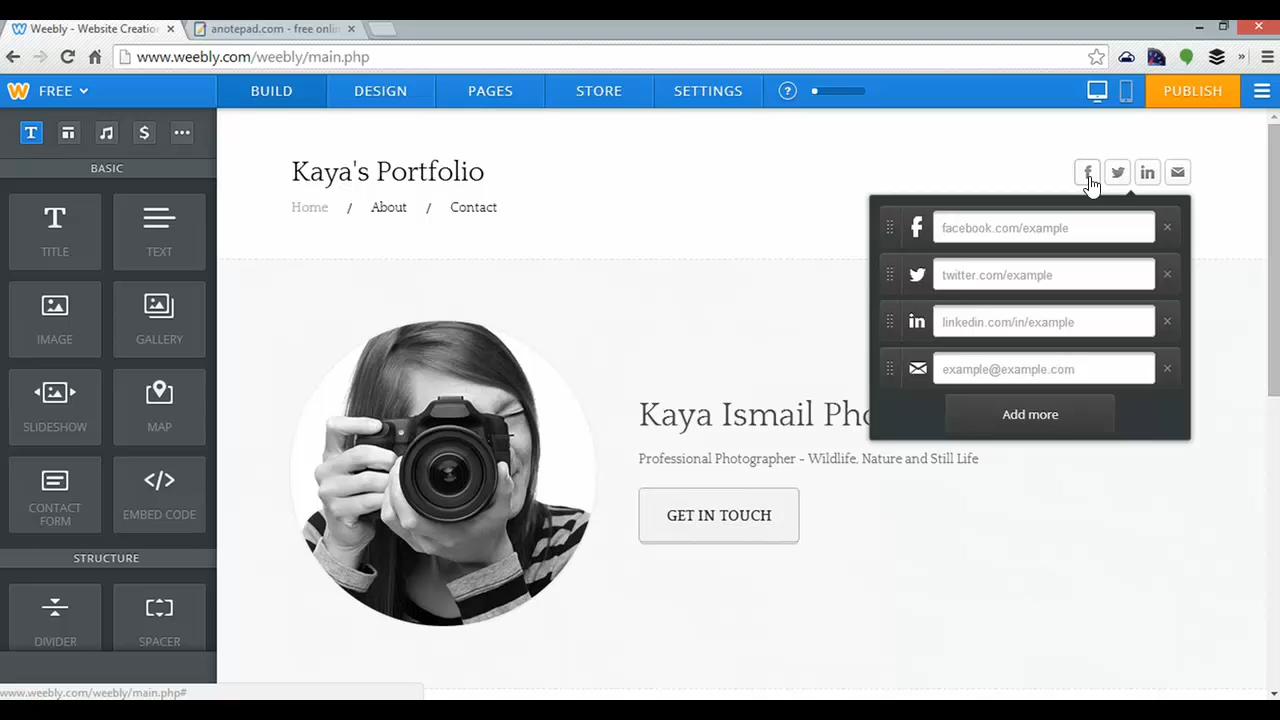 Weebly - Website Creation
anotepad.com - free onlin
www.weebly.com/weebly/main.php
FREE
BUILD
DESIGN
PAGES
STORE
SETTINGS
?
PUBLISH
BASIC
TITLE
TEXT
IMAGE
GALLERY
SLIDESHOW
MAP
CONTACT
FORM
EMBED CODE
STRUCTURE
DIVIDER
SPACER
Kaya's Portfolio
Home / About / Contact
facebook.com/example
twitter.com/example
linkedin.com/in/example
example@example.com
Add more
Kaya Ismail Pho
Professional Photographer - Wildlife, Nature and Still Life
GET IN TOUCH
www.weebly.com/weebly/main.php#